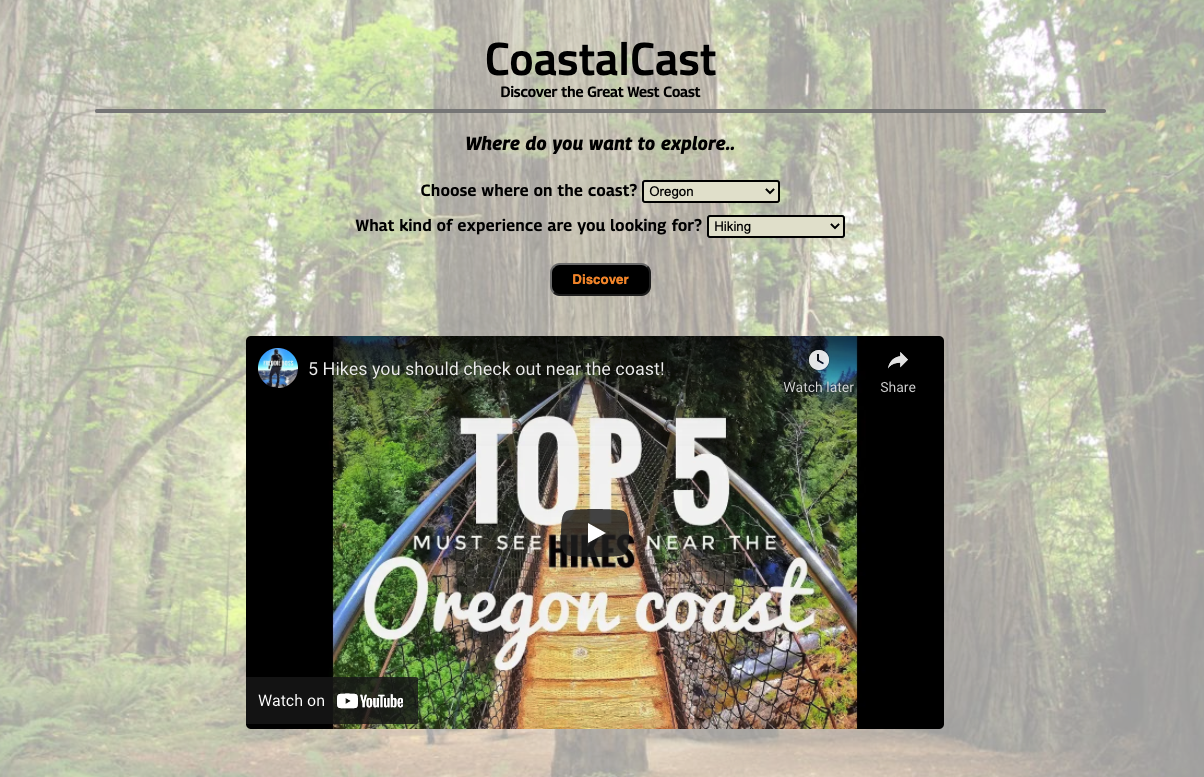 CoastalCast
Discover the Great West Coast
Where do you want to explore..
Choose where on the coast? Oregon
What kind of experience are you looking for? Hiking
Discover
5 Hikes you should check out near the coast!
Watch later
Share
TOP 5
MUST SEE HIKES NEAR THE
Oregon coast
Watch on YouTube